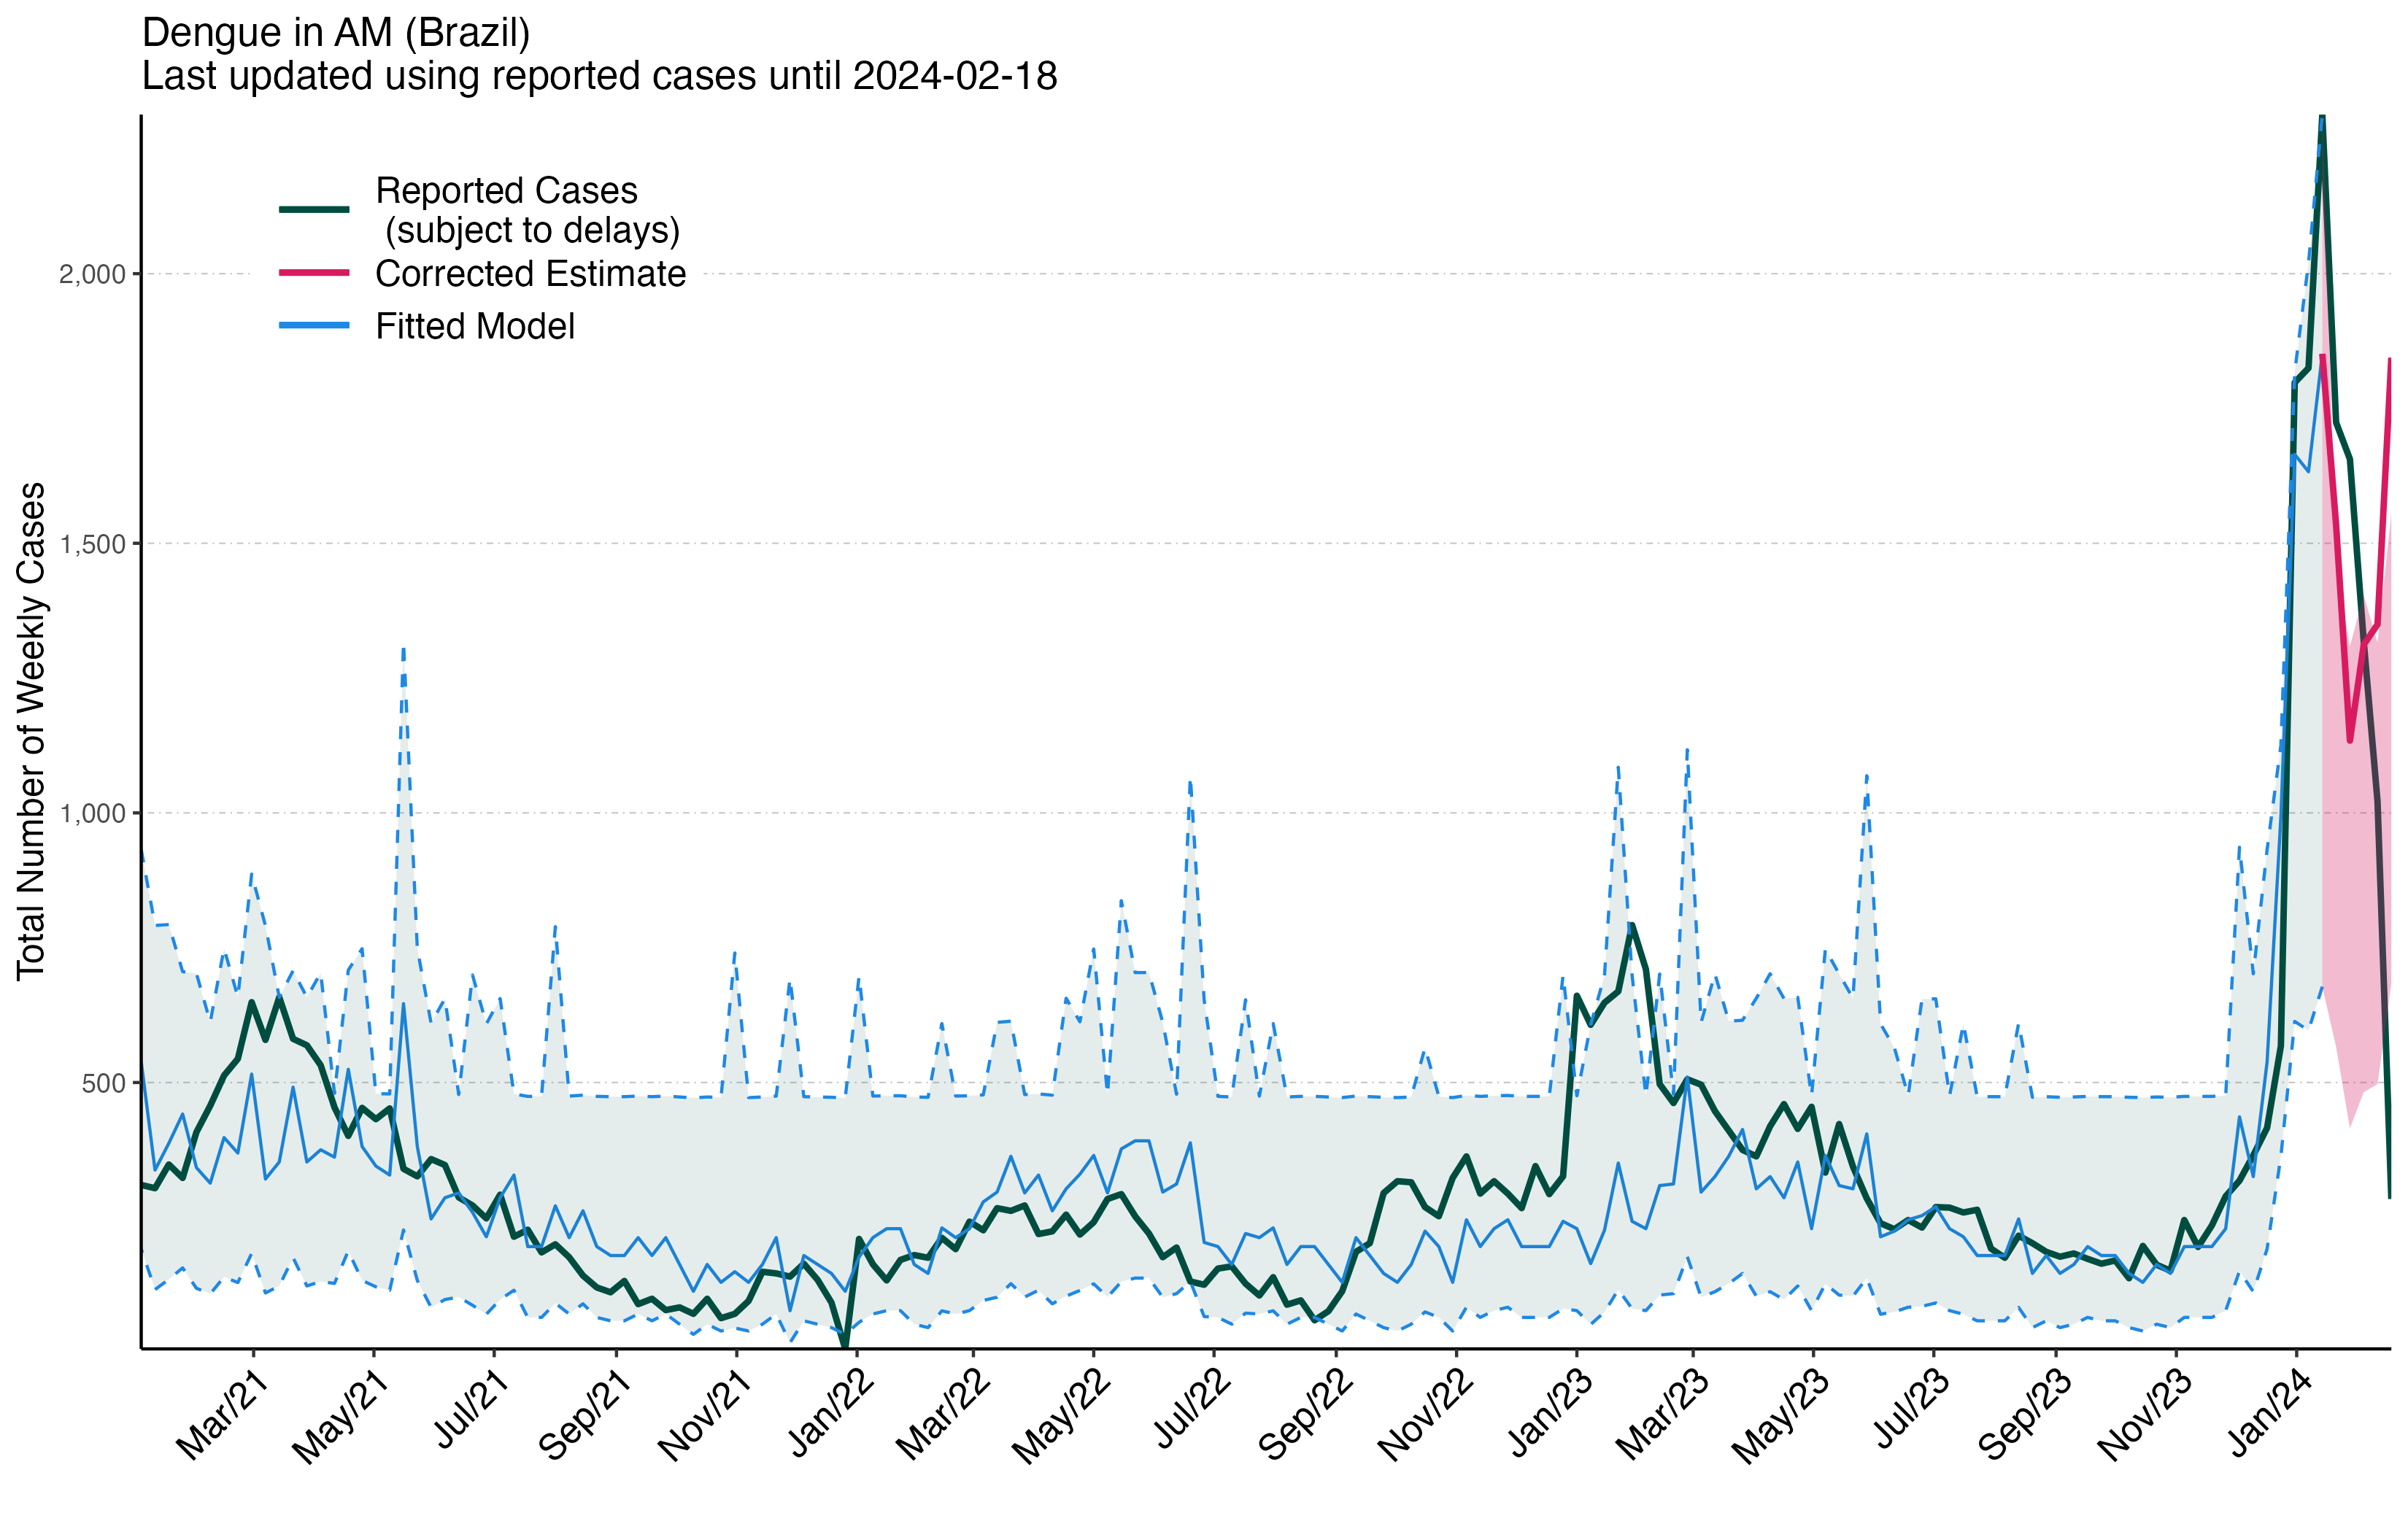 Dengue in AM (Brazil)
Last updated using reported cases until 2024-02-18
Reported Cases
(subject to delays)
Corrected Estimate
Fitted Model
Total Number of Weekly Cases
2,000
1,500
1,000
500
Mar/21
May/21
Jul/21
Sep/21
Nov/21
Jan/22
Mar/22
May/22
Jul/22
Sep/22
Nov/22
Jan/23
Mar/23
May/23
Jul/23
Sep/23
Nov/23
Jan/24